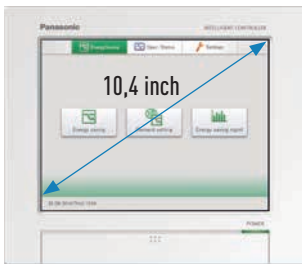 Panasonic
INTELLIGENT CONTROLLER
Energy Saving
Settings
10,4 inch
Energy saving
Demand setting
Energy saving report
POWER